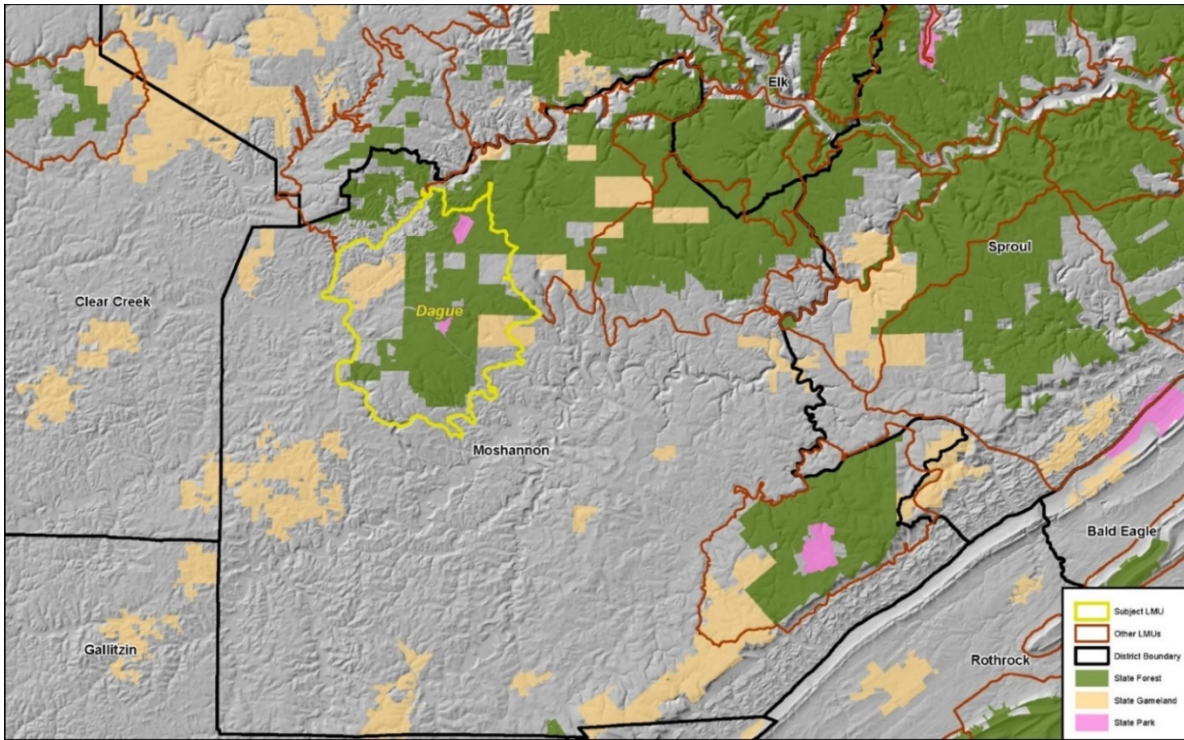 Elk
Sproul
Clear Creek
Dague
Moshannon
Bald Eagle
Gallitzin
Rothrock
Subject LMU
Other LMUs
District Boundary
State Forest
State Gameland
State Park